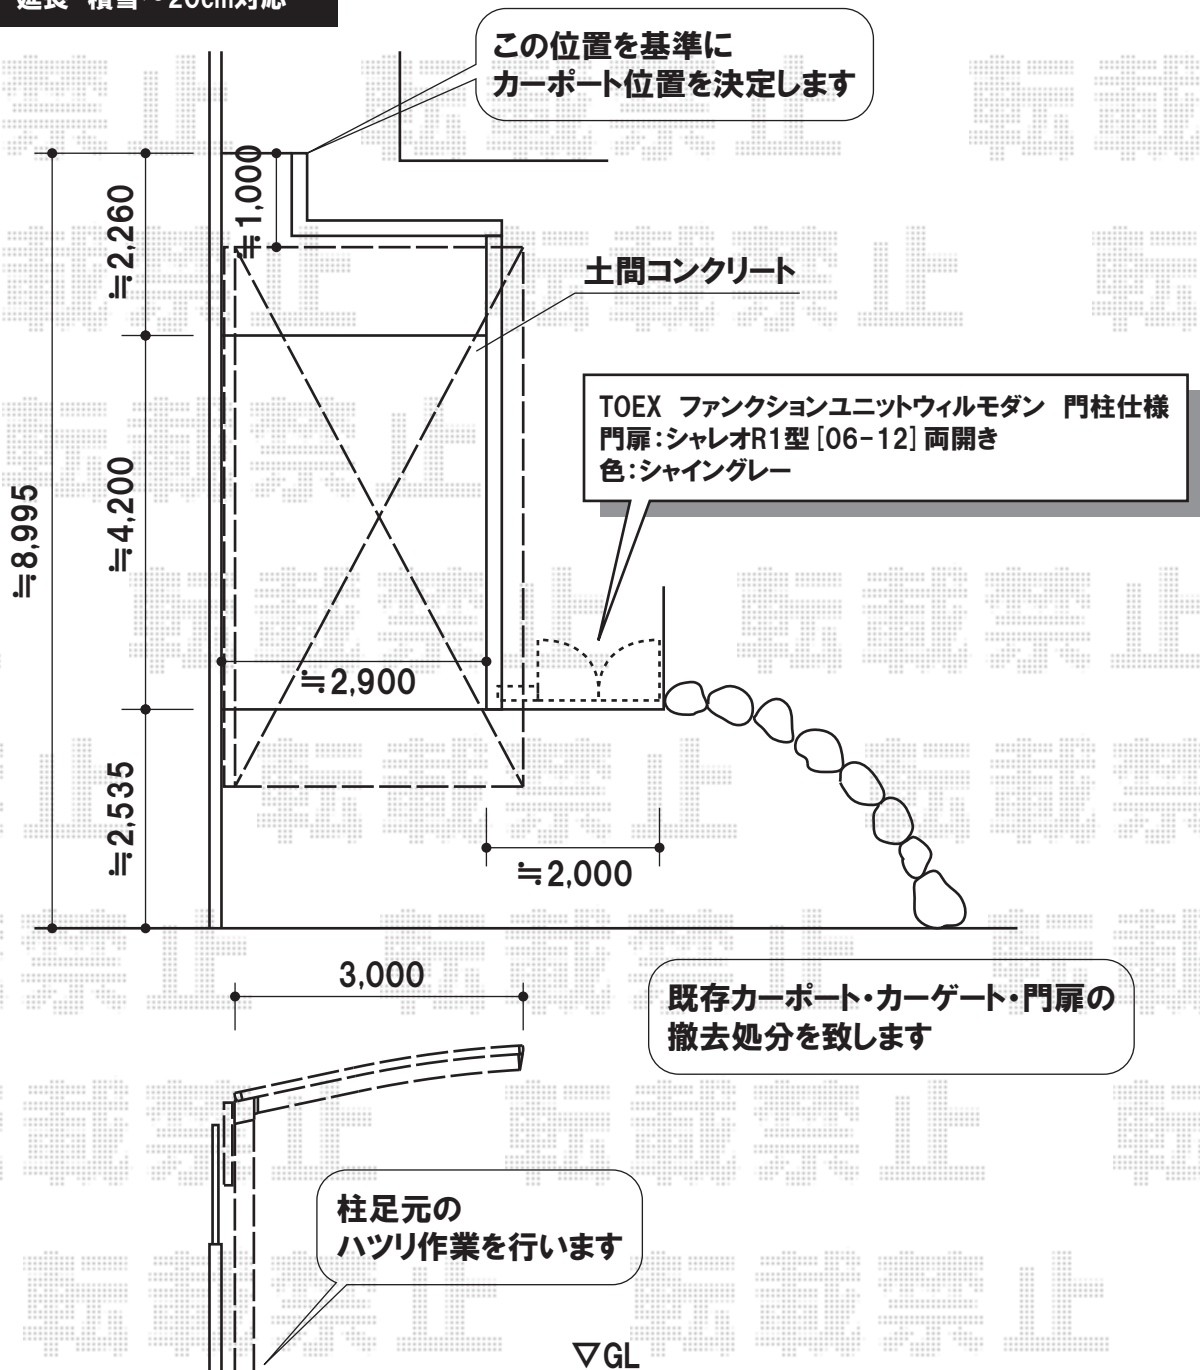 延長 積雪～20cm対応
この位置を基準に
カーポート位置を決定します
≒1,000
≒2,260
土間コンクリート
TOEX ファンクションユニットウィルモダン 門柱仕様
門扉：シャレオR1型［06-12］両開き
色：シャイングレー
≒8,995
≒4,200
≒2,900
≒2,535
≒2,000
3,000
既存カーポート・カーゲート・門扉の
撤去処分を致します
柱足元の
ハツリ作業を行います
▽GL
転載禁止